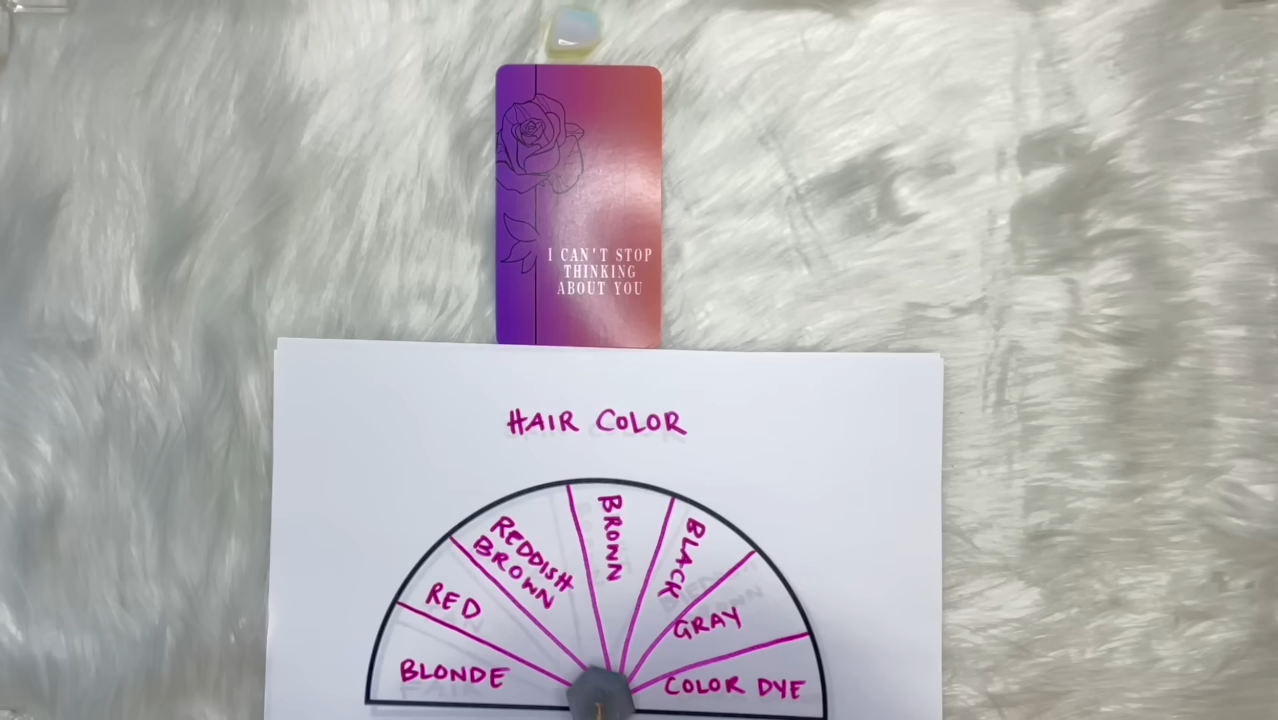 I CAN'T STOP
THINKING
ABOUT YOU
HAIR COLOR
BLONDE
RED
REDDISH
BROWN
BROWN
BLACK
GRAY
COLOR DYE